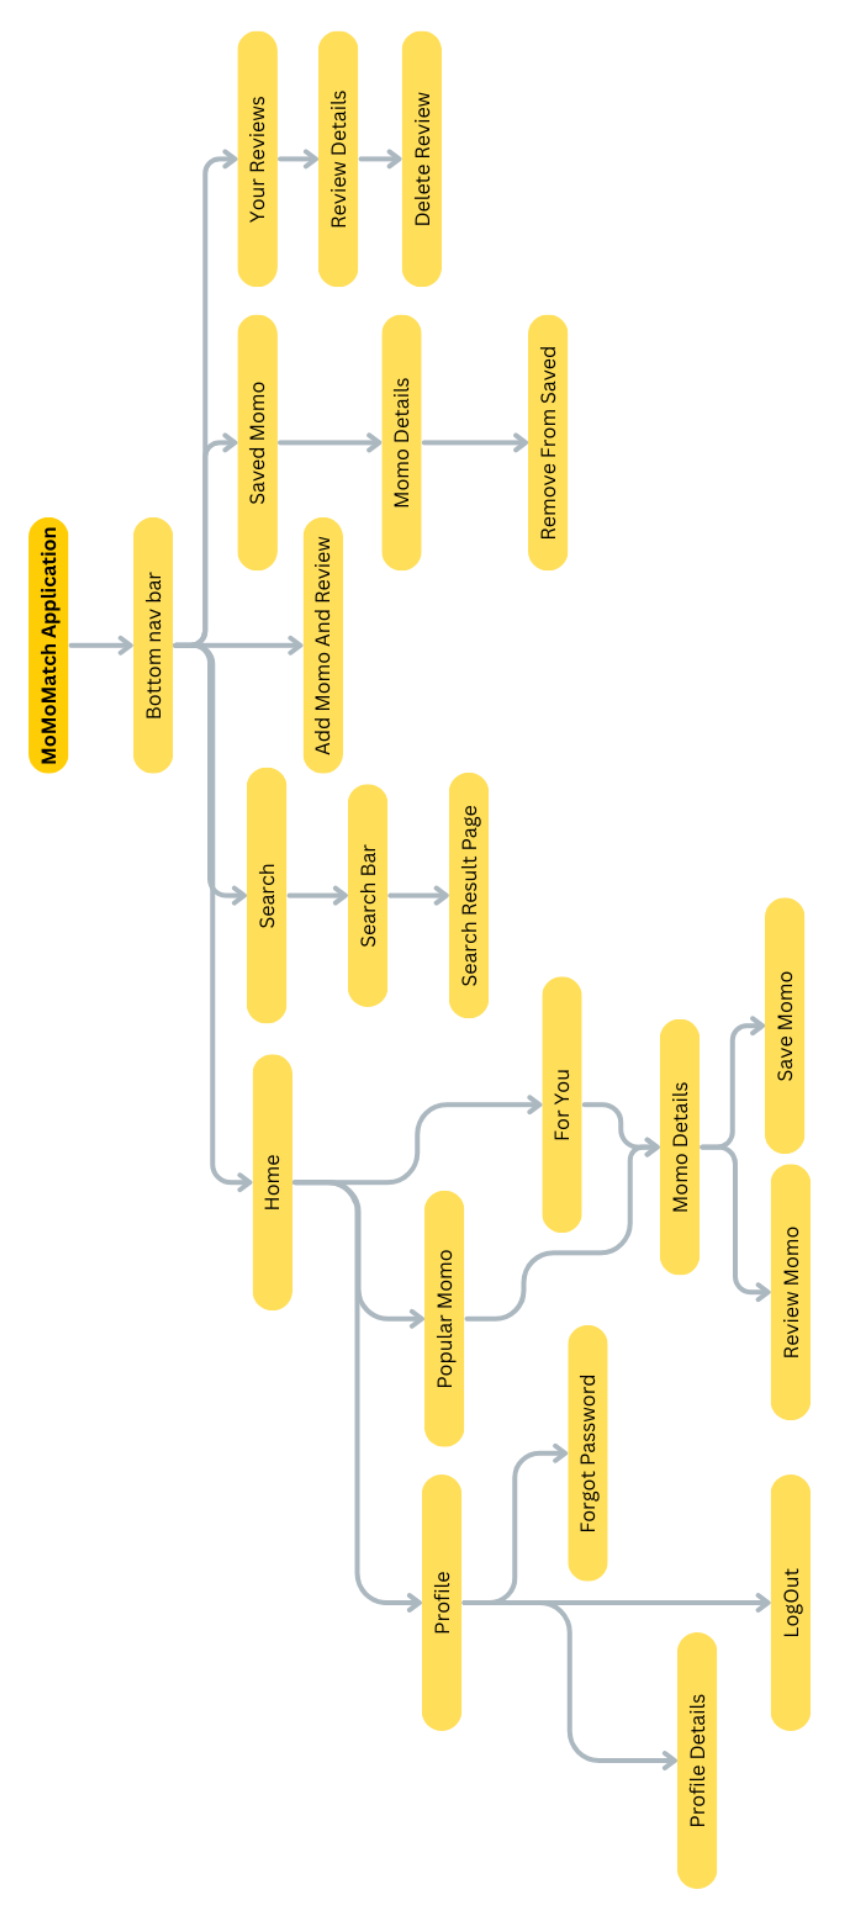 MoMoMatch Application
Bottom nav bar
Home
Search
Add Momo And Review
Saved Momo
Your Reviews
Search Bar
Momo Details
Review Details
Profile
Popular Momo
For You
Search Result Page
Remove From Saved
Delete Review
Forgot Password
Momo Details
Profile Details
LogOut
Review Momo
Save Momo